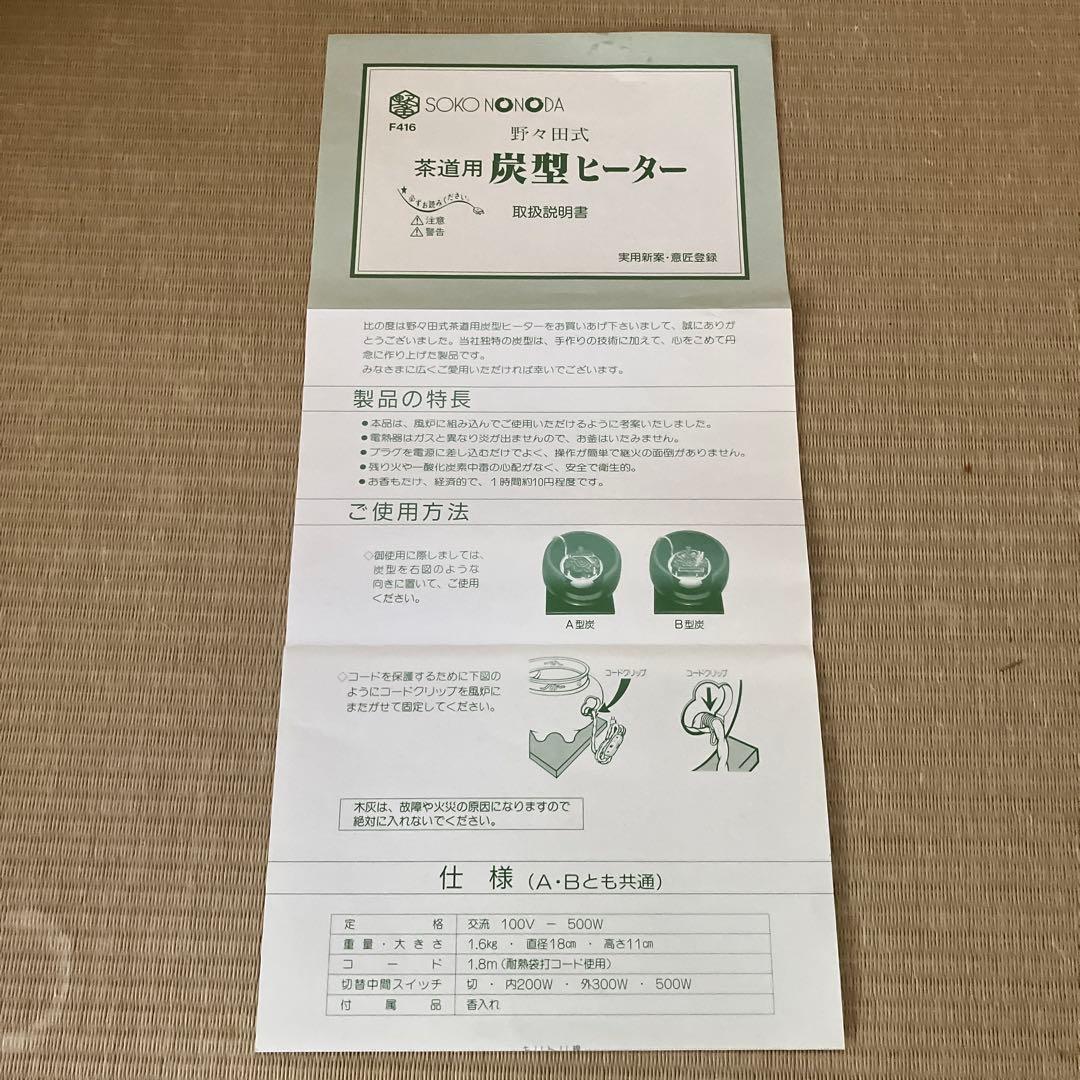 SOKO NONODA
F416
野々田式
茶道用 炭型ヒーター
必ずお読みください。
取扱説明書
⚠注意
⚠警告
実用新案・意匠登録
比の度は野々田式茶道用炭型ヒーターをお買いあげ下さいまして、誠にありが
とうございました。当社独特の炭型は、手作りの技術に加えて、心をこめて丹
念に作り上げた製品です。
みなさまに広くご愛用いただければ幸いでございます。
製品の特長
●本品は、風炉に組み込んでご使用いただけるように考案いたしました。
●電熱器はガスと異なり炎が出ませんので、お釜はいたみません。
●プラグを電源に差し込むだけでよく、操作が簡単で継火の面倒がありません。
●残り火や一酸化炭素中毒の心配がなく、安全で衛生的。
●お香もたけ、経済的で、1時間約10円程度です。
ご使用方法
◇御使用に際しましては、
炭型を右図のような
向きに置いて、ご使用
ください。
A型炭
B型炭
◇コードを保護するために下図の
ようにコードクリップを風炉に
またがせて固定してください。
コードクリップ
コードクリップ
木灰は、故障や火災の原因になりますので
絶対に入れないでください。
仕様(A・Bとも共通)
定格 交流 100V − 500W
重量・大きさ 1.6kg ・ 直径18cm ・ 高さ11cm
コード 1.8m(耐熱袋打コード使用)
切替中間スイッチ 切 ・ 内200W ・ 外300W ・ 500W
付属品 香入れ